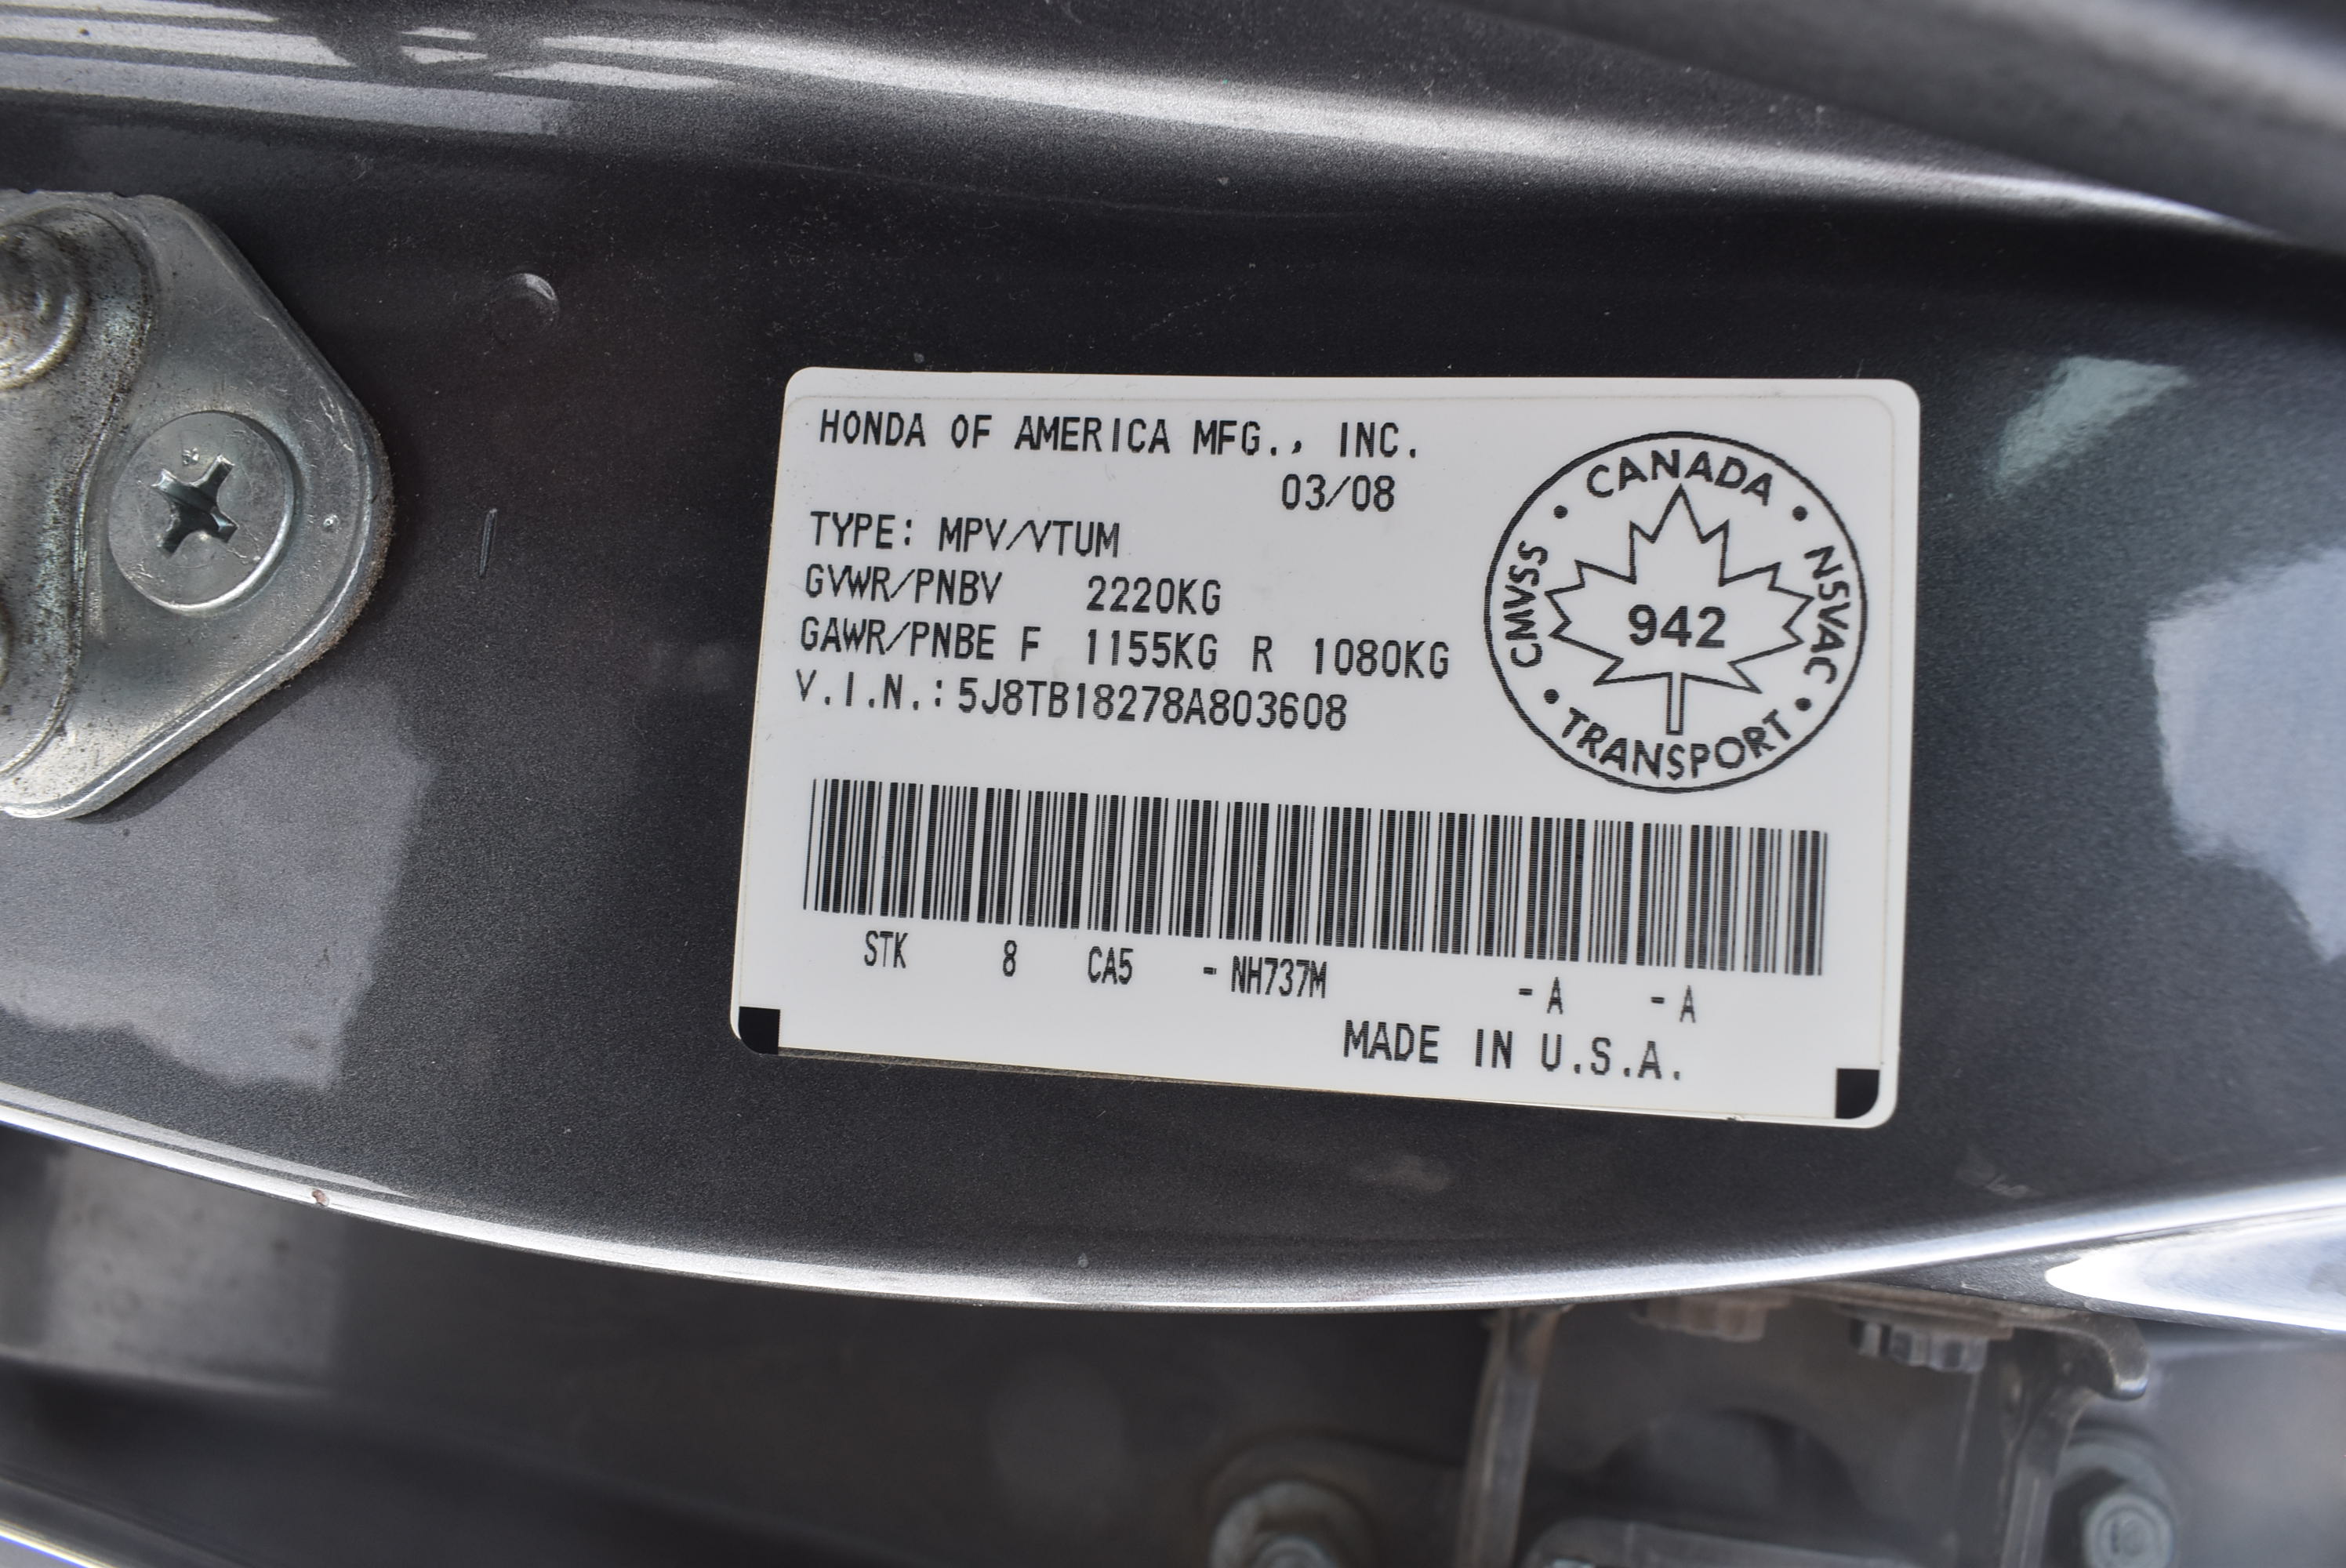 HONDA OF AMERICA MFG., INC.
03/08
TYPE: MPV/VTUM
GVWR/PNBV 2220KG
GAWR/PNBE F 1155KG R 1080KG
V.I.N.: 5J8TB18278A803608
CANADA • NSVAC • TRANSPORT • CMVSS •
942
STK 8 CA5 - NH737M - A - A
MADE IN U.S.A.